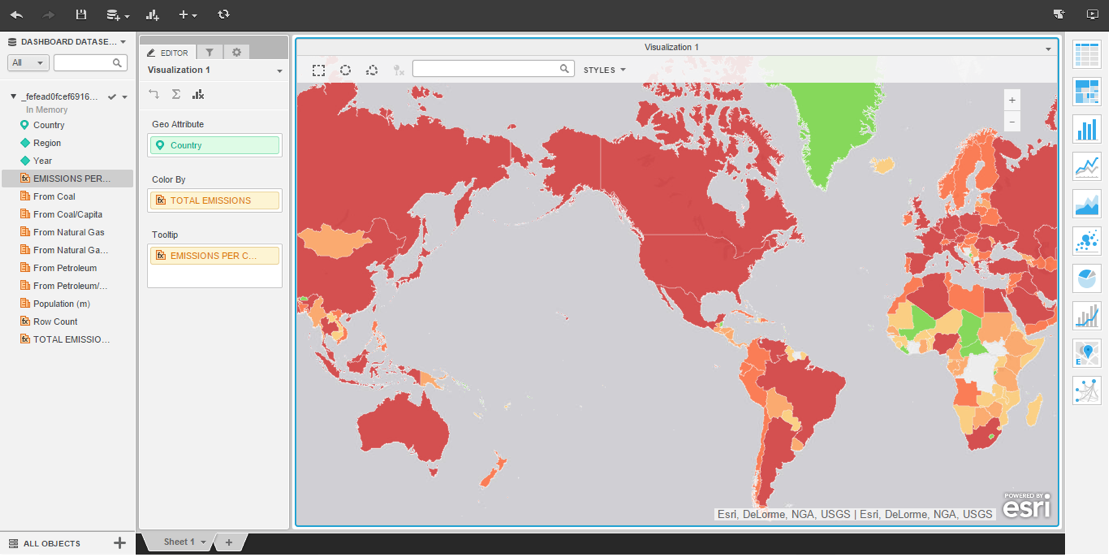 DASHBOARD DATASE...
All
_fefead0fcef6916...
In Memory
Country
Region
Year
EMISSIONS PER...
From Coal
From Coal/Capita
From Natural Gas
From Natural Ga...
From Petroleum
From Petroleum/...
Population (m)
Row Count
TOTAL EMISSIO...
ALL OBJECTS
EDITOR
Visualization 1
Geo Attribute
Country
Color By
TOTAL EMISSIONS
Tooltip
EMISSIONS PER C...
Visualization 1
STYLES
+
−
POWERED BY
esri
Esri, DeLorme, NGA, USGS | Esri, DeLorme, NGA, USGS
E
Sheet 1
+